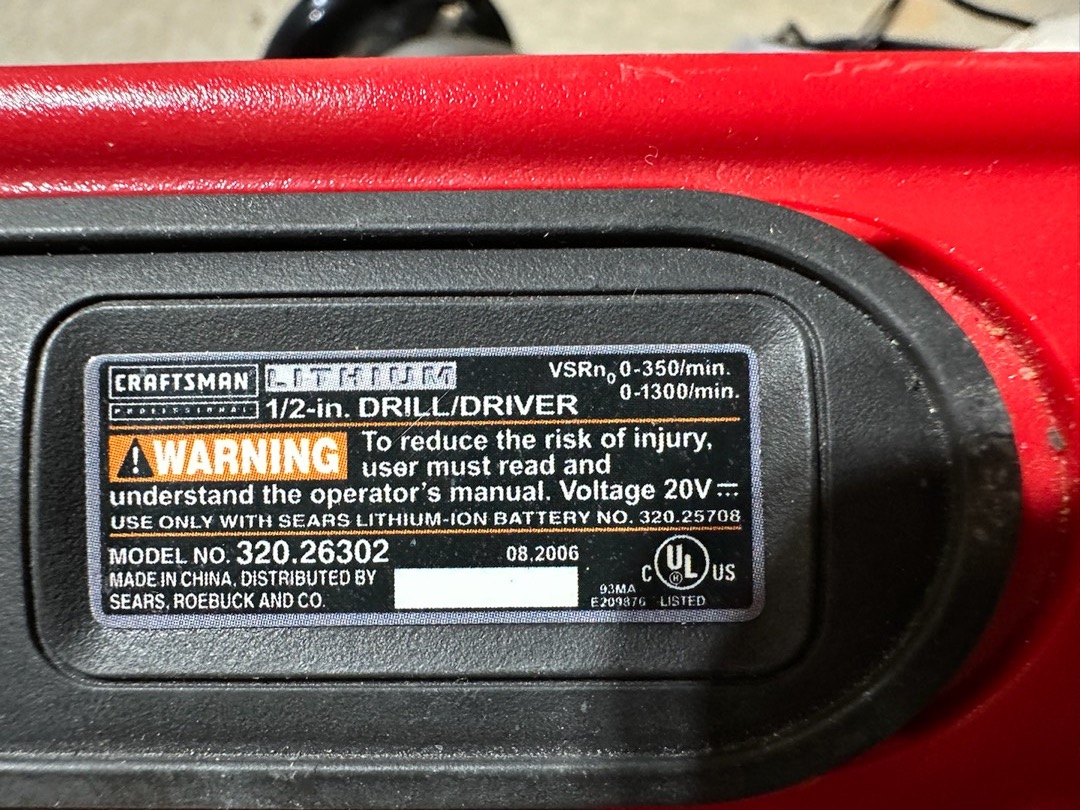 CRAFTSMAN LITHIUM VSRn₀ 0-350/min.
PROFESSIONAL 0-1300/min.
1/2-in. DRILL/DRIVER
WARNING To reduce the risk of injury,
user must read and
understand the operator's manual. Voltage 20V ⎓
USE ONLY WITH SEARS LITHIUM-ION BATTERY NO. 320.25708
MODEL NO. 320.26302 08,2006
MADE IN CHINA, DISTRIBUTED BY
SEARS, ROEBUCK AND CO.
C UL US
93MA
E209876 LISTED